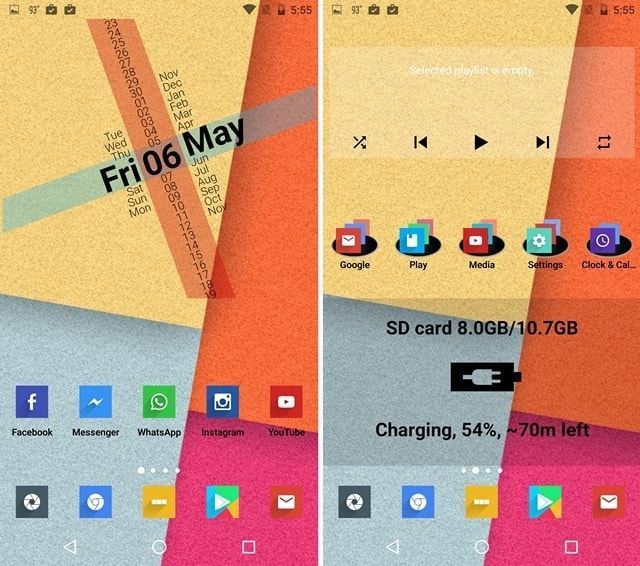 93°
5:55
23
24
25
26
27
28
29
30
01
02
03
04
05
Nov
Dec
Jan
Feb
Mar
Apr
Tue
Wed
Thu
Fri 06 May
Sat
Sun
Mon
07
08
09
10
11
12
13
14
15
16
17
18
19
Jun
Jul
Aug
Sep
Oct
Nov
Facebook
Messenger
WhatsApp
Instagram
YouTube
93°
5:55
Selected playlist is empty.
Google
Play
Media
Settings
Clock & Cal...
SD card 8.0GB/10.7GB
Charging, 54%, ~70m left